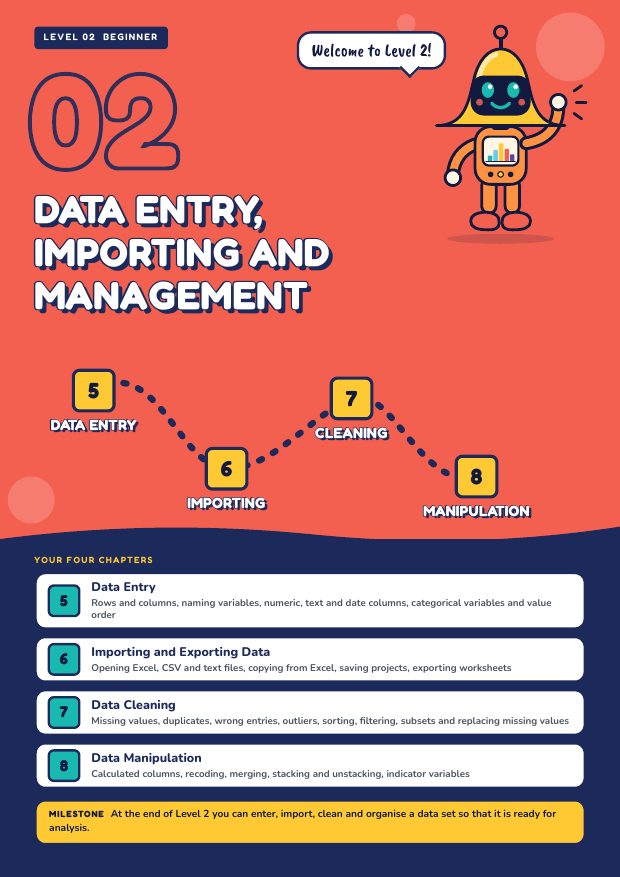 LEVEL 02 BEGINNER
Welcome to Level 2!
02
DATA ENTRY,
IMPORTING AND
MANAGEMENT
5
DATA ENTRY
6
IMPORTING
7
CLEANING
8
MANIPULATION
YOUR FOUR CHAPTERS
5
Data Entry
Rows and columns, naming variables, numeric, text and date columns, categorical variables and value
order
6
Importing and Exporting Data
Opening Excel, CSV and text files, copying from Excel, saving projects, exporting worksheets
7
Data Cleaning
Missing values, duplicates, wrong entries, outliers, sorting, filtering, subsets and replacing missing values
8
Data Manipulation
Calculated columns, recoding, merging, stacking and unstacking, indicator variables
MILESTONE At the end of Level 2 you can enter, import, clean and organise a data set so that it is ready for
analysis.